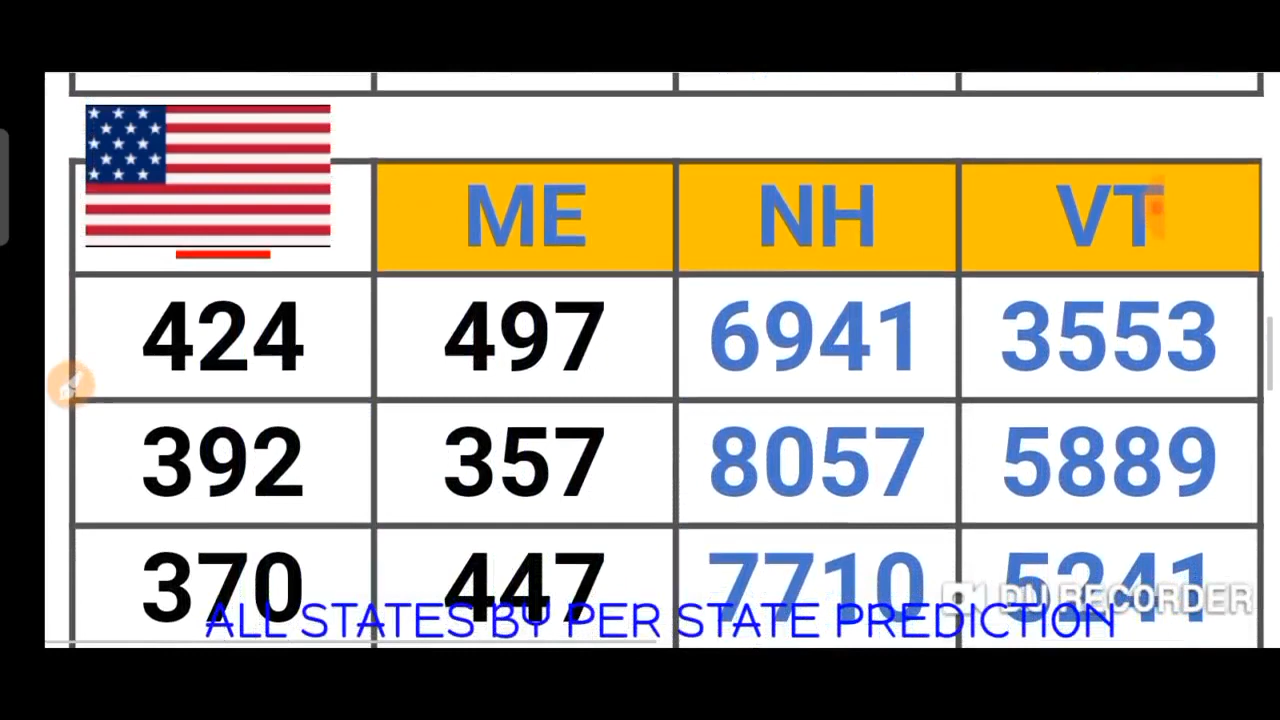 ME NH VT
424 497 6941 3553
392 357 8057 5889
370 447 7710 5241
DU RECORDER
ALL STATES BY PER STATE PREDICTION